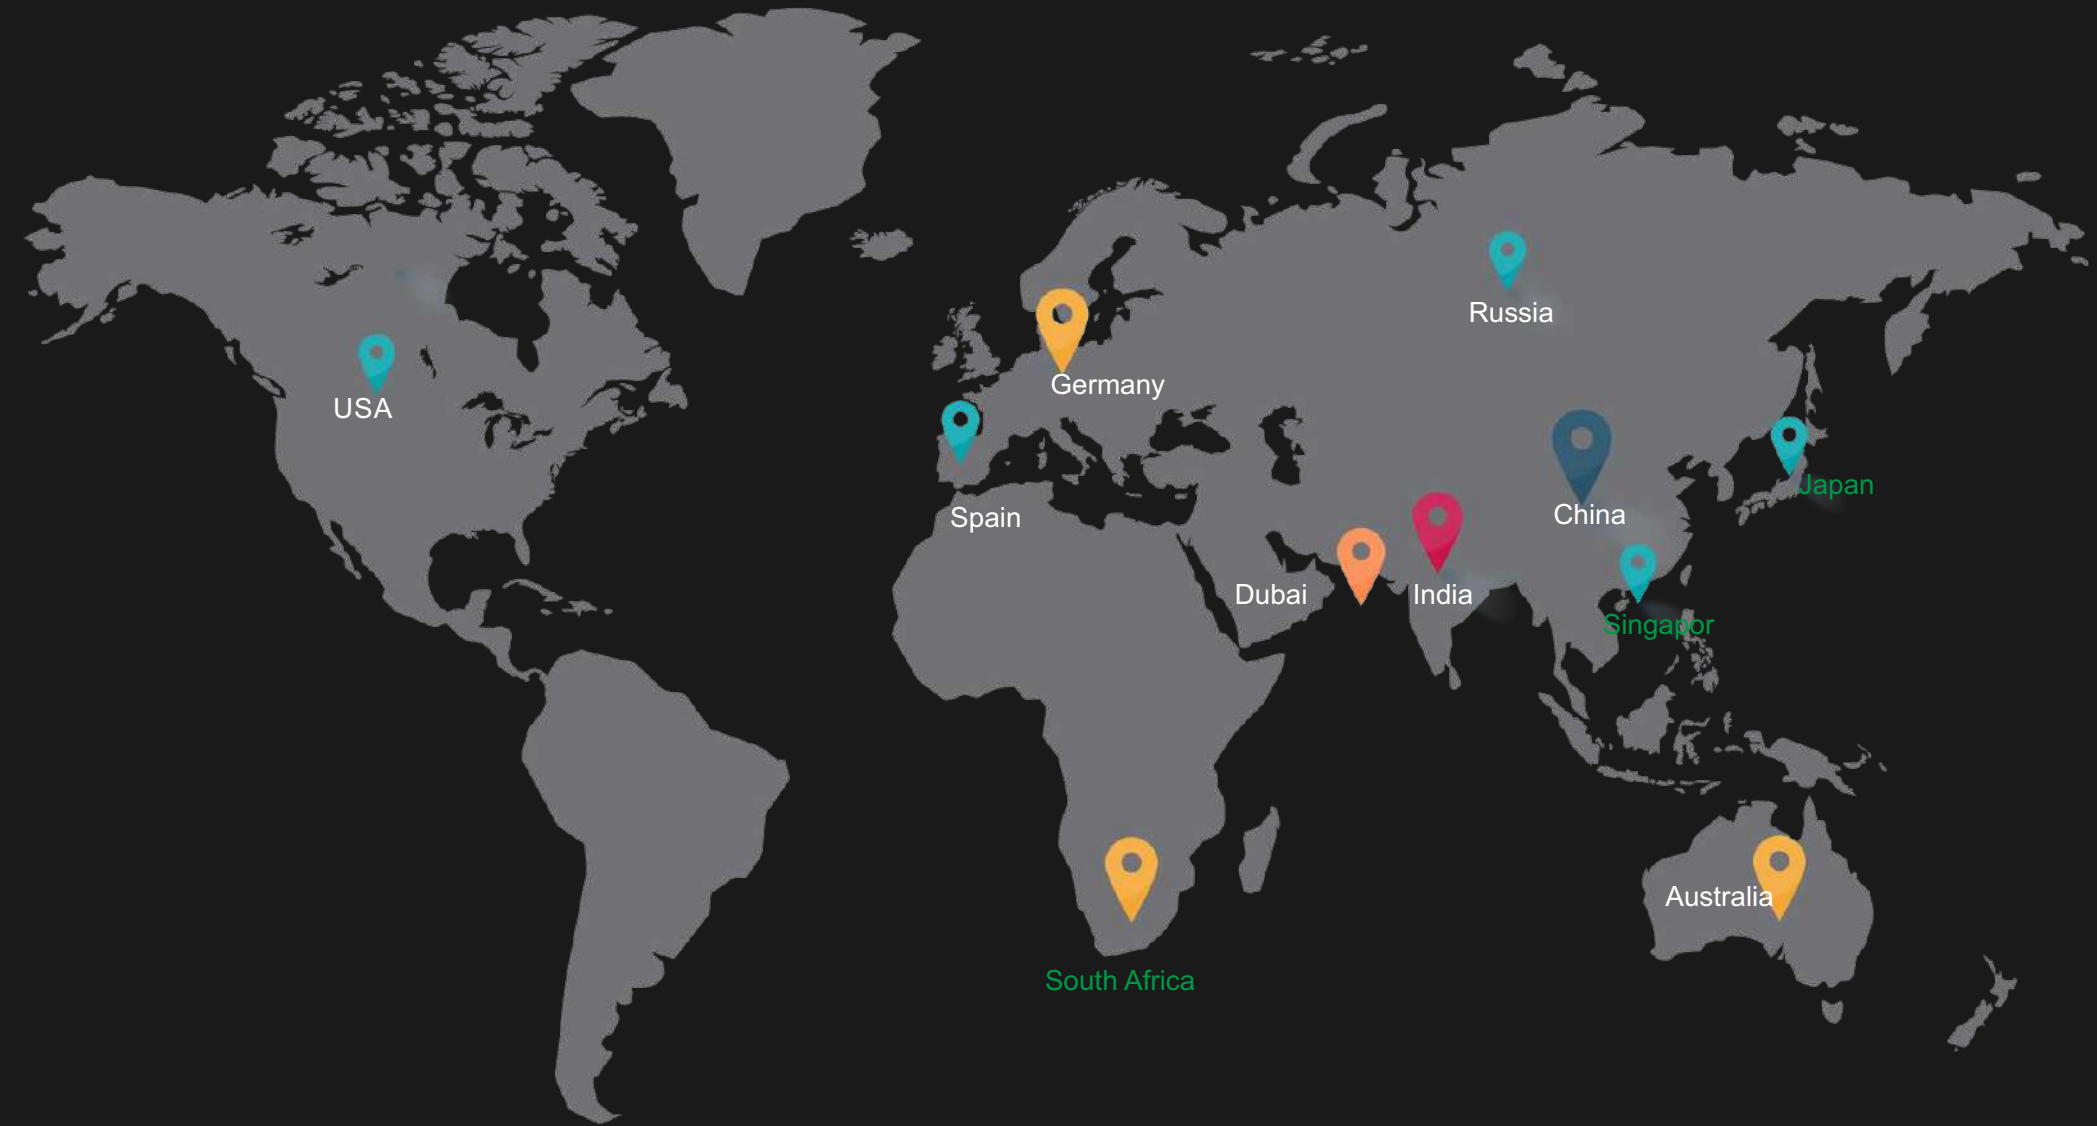 Russia
Germany
USA
Japan
Spain
China
Dubai
India
Singapor
Australia
South Africa